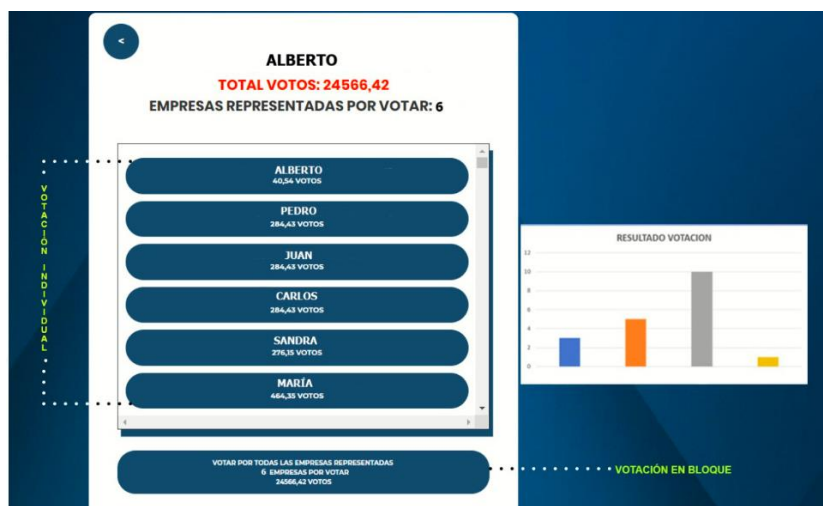 <
ALBERTO
TOTAL VOTOS: 24566,42
EMPRESAS REPRESENTADAS POR VOTAR: 6
VOTACIÓN INDIVIDUAL
ALBERTO
40,54 VOTOS
PEDRO
284,43 VOTOS
JUAN
284,43 VOTOS
CARLOS
284,43 VOTOS
SANDRA
276,15 VOTOS
MARÍA
464,35 VOTOS
VOTAR POR TODAS LAS EMPRESAS REPRESENTADAS
6 EMPRESAS POR VOTAR
24566,42 VOTOS
VOTACIÓN EN BLOQUE
RESULTADO VOTACION
12
10
8
6
4
2
0